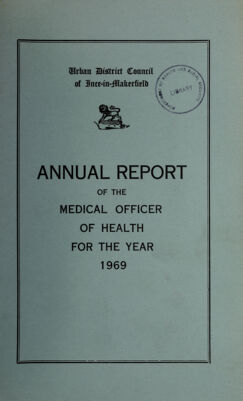 Urban District Council
of Ince-in-Makerfield
LIBRARY
ANNUAL REPORT
OF THE
MEDICAL OFFICER
OF HEALTH
FOR THE YEAR
1969